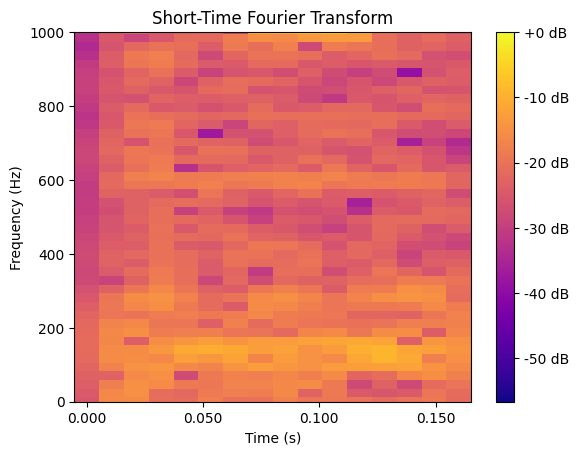 Short-Time Fourier Transform
Frequency (Hz)
1000
800
600
400
200
0
0.000
0.050
0.100
0.150
Time (s)
+0 dB
-10 dB
-20 dB
-30 dB
-40 dB
-50 dB